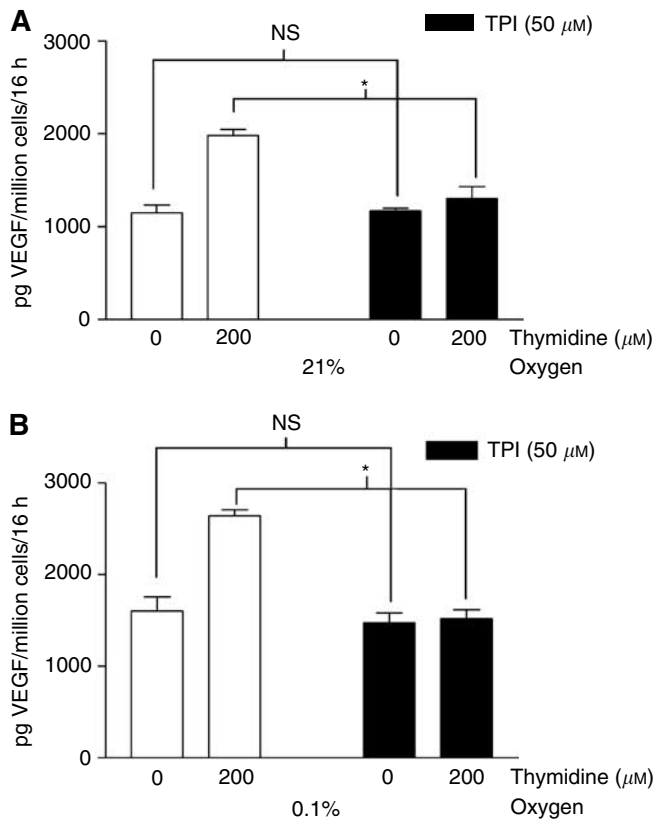 A
TPI (50 μM)
NS
*
pg VEGF/million cells/16 h
3000
2000
1000
0
0 200 0 200 Thymidine (μM)
21% Oxygen
B
NS
TPI (50 μM)
*
pg VEGF/million cells/16 h
3000
2000
1000
0
0 200 0 200 Thymidine (μM)
0.1% Oxygen